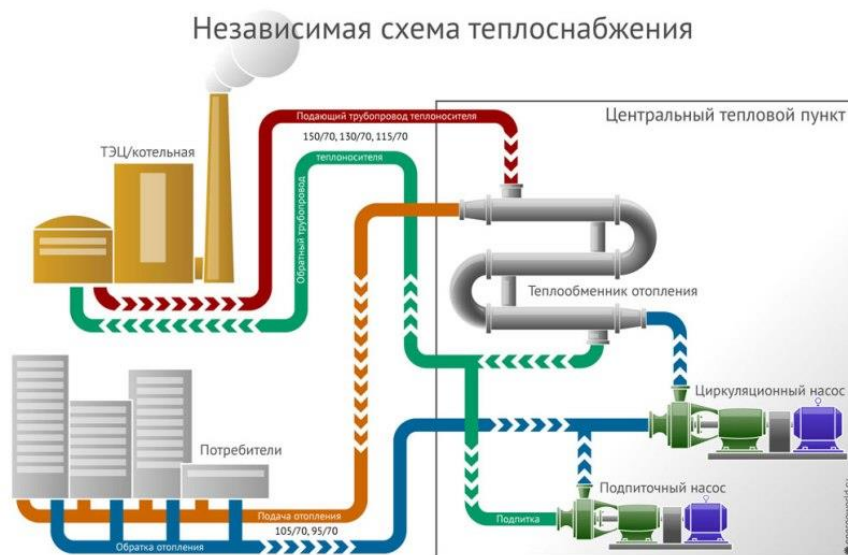 Независимая схема теплоснабжения
Центральный тепловой пункт
Подающий трубопровод теплоносителя
150/70, 130/70, 115/70
ТЭЦ/котельная
Обратный трубопровод
теплоносителя
Теплообменник отопления
Циркуляционный насос
Потребители
Подпиточный насос
Подача отопления
105/70, 95/70
Подпитка
Обратка отопления